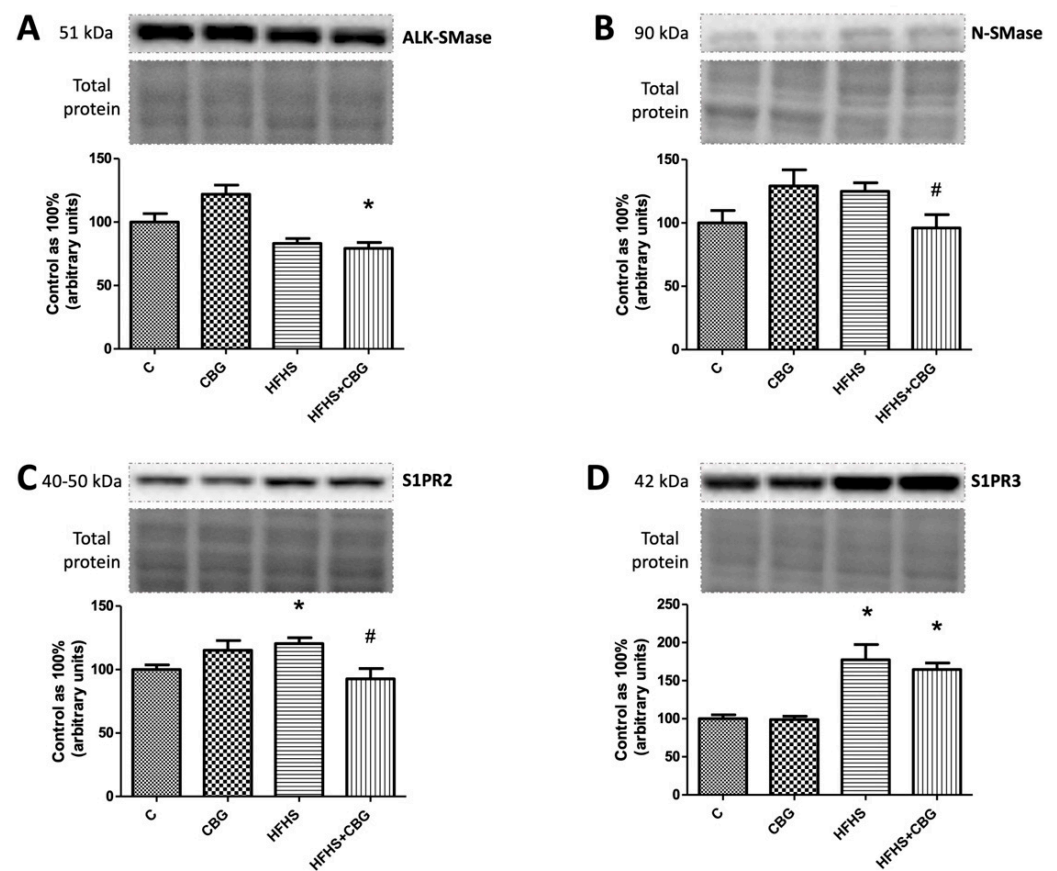 A
51 kDa
ALK-SMase
Total
protein
Control as 100%
(arbitrary units)
150
100
50
0
*
C
CBG
HFHS
HFHS+CBG
B
90 kDa
N-SMase
Total
protein
Control as 100%
(arbitrary units)
150
100
50
0
#
C
CBG
HFHS
HFHS+CBG
C
40-50 kDa
S1PR2
Total
protein
Control as 100%
(arbitrary units)
150
100
50
0
*
#
C
CBG
HFHS
HFHS+CBG
D
42 kDa
S1PR3
Total
protein
Control as 100%
(arbitrary units)
250
200
150
100
50
0
*
*
C
CBG
HFHS
HFHS+CBG